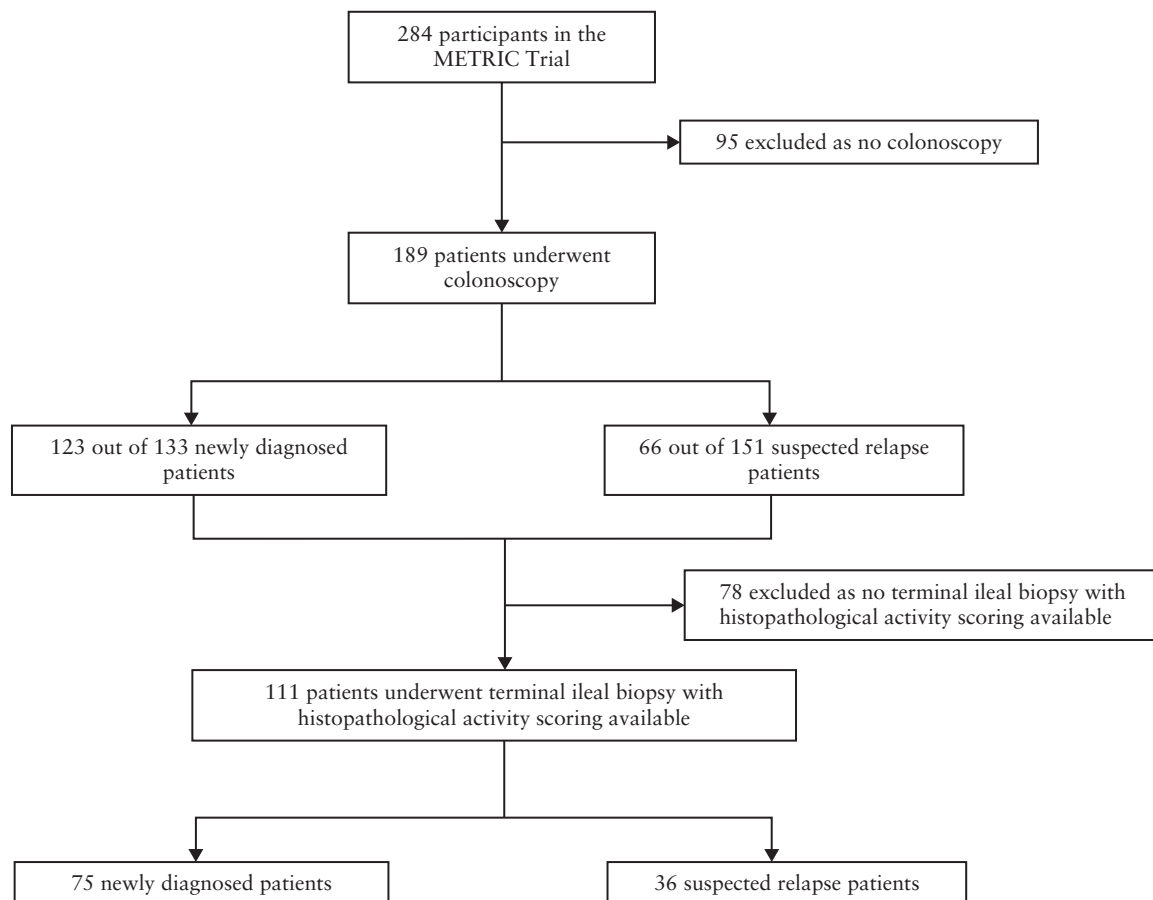 284 participants in the
METRIC Trial
95 excluded as no colonoscopy
189 patients underwent
colonoscopy
123 out of 133 newly diagnosed
patients
66 out of 151 suspected relapse
patients
78 excluded as no terminal ileal biopsy with
histopathological activity scoring available
111 patients underwent terminal ileal biopsy with
histopathological activity scoring available
75 newly diagnosed patients
36 suspected relapse patients